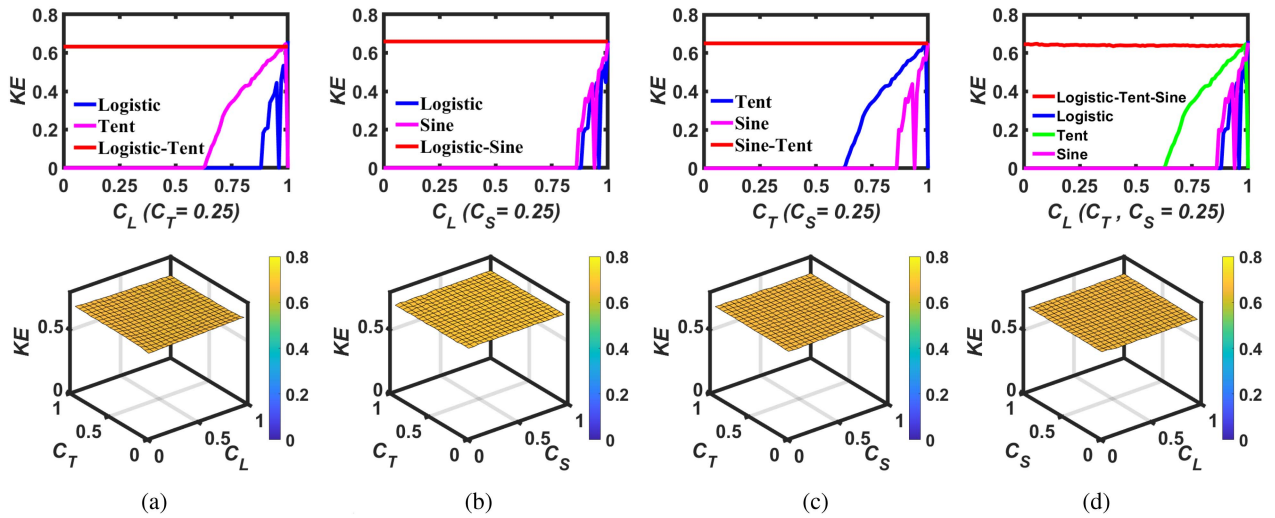 0.8
0.6
0.4
0.2
0
KE
Logistic
Tent
Logistic-Tent
0 0.25 0.5 0.75 1
C_L (C_T = 0.25)
0.8
0.6
0.4
0.2
0
KE
Logistic
Sine
Logistic-Sine
0 0.25 0.5 0.75 1
C_L (C_S = 0.25)
0.8
0.6
0.4
0.2
0
KE
Tent
Sine
Sine-Tent
0 0.25 0.5 0.75 1
C_T (C_S = 0.25)
0.8
0.6
0.4
0.2
0
KE
Logistic-Tent-Sine
Logistic
Tent
Sine
0 0.25 0.5 0.75 1
C_L (C_T , C_S = 0.25)
KE
0.5
0
1
0.5
0
C_T
0
0.5
1
C_L
0.8
0.6
0.4
0.2
0
KE
0.5
0
1
0.5
0
C_T
0
0.5
1
C_S
0.8
0.6
0.4
0.2
0
KE
0.5
0
1
0.5
0
C_T
0
0.5
1
C_S
0.8
0.6
0.4
0.2
0
KE
0.5
0
1
0.5
0
C_S
0
0.5
1
C_L
0.8
0.6
0.4
0.2
0
(a) (b) (c) (d)